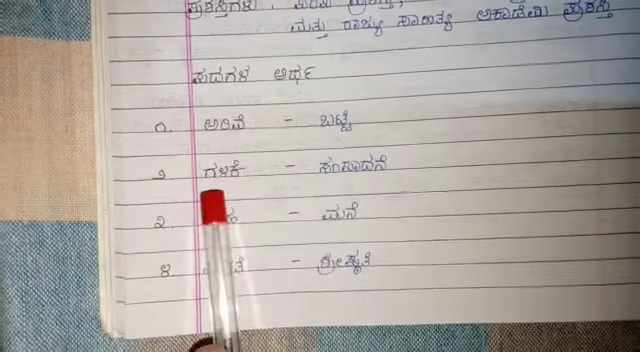 ಪ್ರಶಸ್ತಿಗಳು
ಮತ್ತು ರಾಜ್ಯ ಸಾಹಿತ್ಯ ಅಕಾಡೆಮಿ ಪ್ರಶಸ್ತಿ
ಪದಗಳ ಅರ್ಥ
೧. ಅರಿವೆ - ಬಟ್ಟೆ
೨. ಗಳಿಕೆ - ಸಂಪಾದನೆ
೩. - ಮನೆ
೪. - ಶ್ರೇಷ್ಠತೆ